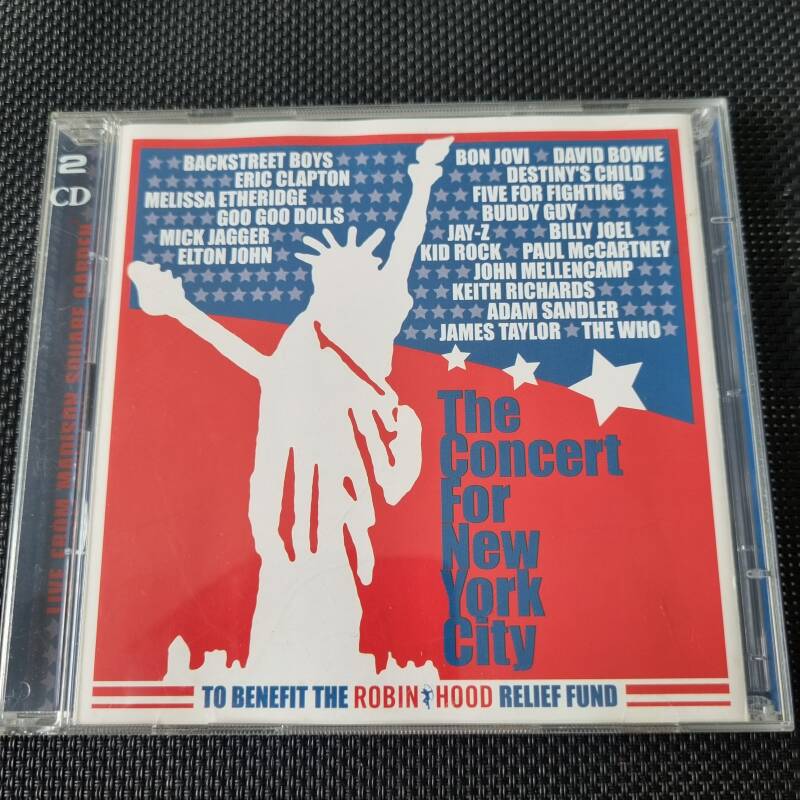 2
CD
LIVE FROM MADISON SQUARE GARDEN
BACKSTREET BOYS
ERIC CLAPTON
MELISSA ETHERIDGE
GOO GOO DOLLS
MICK JAGGER
ELTON JOHN
BON JOVI ★ DAVID BOWIE
DESTINY'S CHILD
FIVE FOR FIGHTING
BUDDY GUY
JAY-Z BILLY JOEL
KID ROCK PAUL McCARTNEY
JOHN MELLENCAMP
KEITH RICHARDS
ADAM SANDLER
JAMES TAYLOR ★ THE WHO
The
Concert
For
New
York
City
TO BENEFIT THE ROBIN HOOD RELIEF FUND